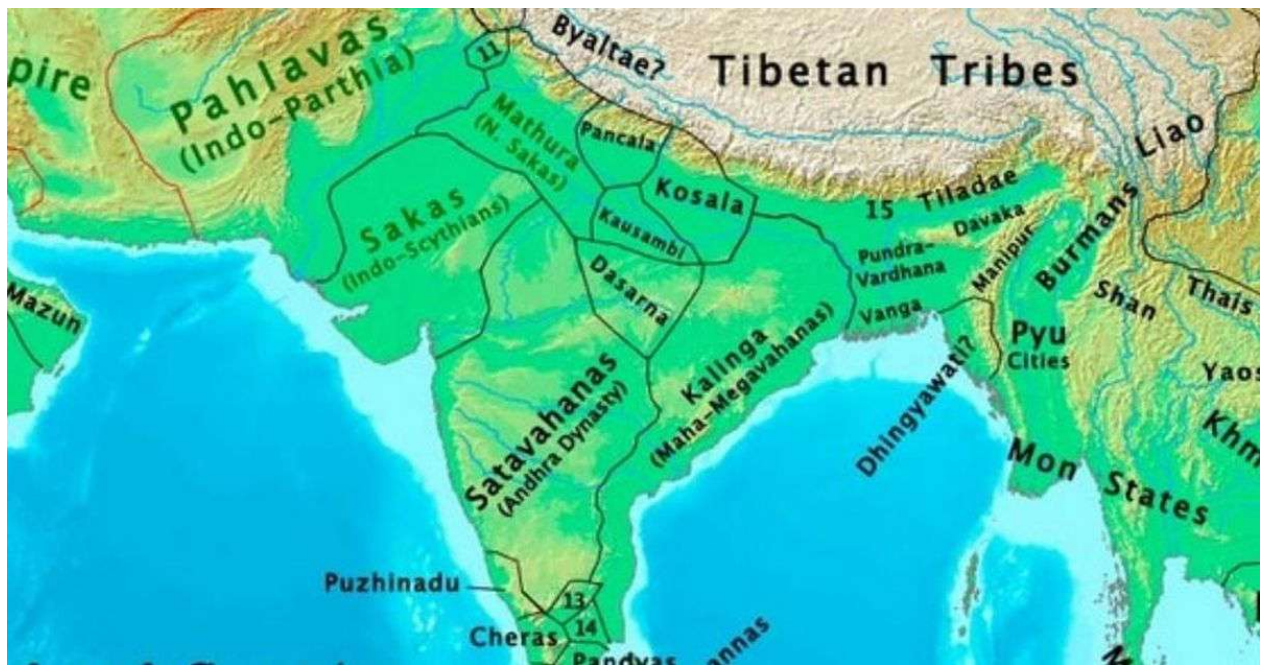 pire
Pahlavas
(Indo-Parthia)
11
Byaltae?
Tibetan Tribes
Mathura
(N. Sakas)
Pancala
Liao
Sakas
(Indo-Scythians)
Kosala
Kausambi
15
Tiladae
Davaka
Pundra-
Vardhana
Manipur
Burmans
Mazun
Dasarna
Vanga
Shan
Thais
Pyu
Cities
Kalinga
(Maha-Megavahanas)
Satavahanas
(Andhra Dynasty)
Dhingyawati?
Yaos
Khm
Mon States
Puzhinadu
13
Cheras
14
Pandyas
annas